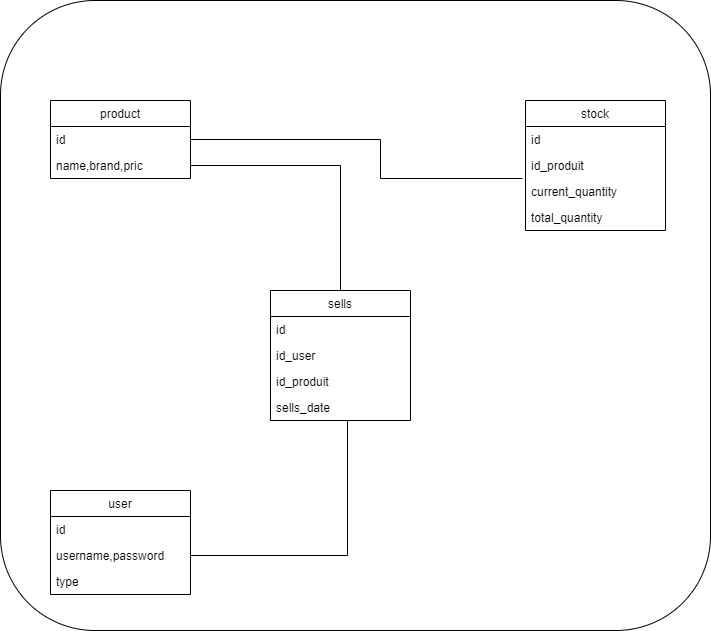 product
id
name,brand,pric
stock
id
id_produit
current_quantity
total_quantity
sells
id
id_user
id_produit
sells_date
user
id
username,password
type